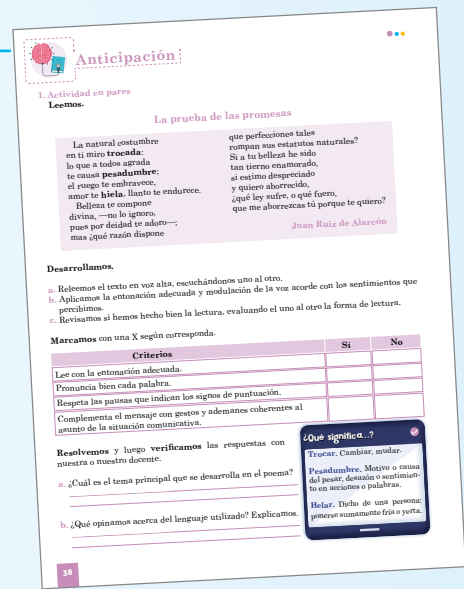 Anticipación
1. Actividad en pares
Leemos.
La prueba de las promesas
La natural costumbre
en ti miro trocada:
lo que a todos agrada
te causa pesadumbre;
el ruego te embravece,
amor te hiela, llanto te endurece.
Belleza te compone
divina, —no lo ignoro,
pues por deidad te adoro—;
mas ¿qué razón dispone
que perfecciones tales
rompan sus estatutos naturales?
Si a tu belleza he sido
tan tierno enamorado,
si estimo despreciado
y quiero aborrecido,
¿qué ley sufre, o qué fuero,
que me aborrezcas tú porque te quiero?
Juan Ruiz de Alarcón
Desarrollamos.
a. Releemos el texto en voz alta, escuchándonos uno al otro.
b. Aplicamos la entonación adecuada y modulación de la voz acorde con los sentimientos que
percibimos.
c. Revisamos si hemos hecho bien la lectura, evaluando el uno al otro la forma de lectura.
Marcamos con una X según corresponda.
Criterios Sí No
Lee con la entonación adecuada.
Pronuncia bien cada palabra.
Respeta las pausas que indican los signos de puntuación.
Complementa el mensaje con gestos y ademanes coherentes al
asunto de la situación comunicativa.
Resolvemos y luego verificamos las respuestas con
nuestra o nuestro docente.
a. ¿Cuál es el tema principal que se desarrolla en el poema?
b. ¿Qué opinamos acerca del lenguaje utilizado? Explicamos.
¿Qué significa...?
Trocar. Cambiar, mudar.
Pesadumbre. Motivo o causa
del pesar, desazón o sentimien-
to en acciones o palabras.
Helar. Dicho de una persona:
ponerse sumamente fría o yerta.
38